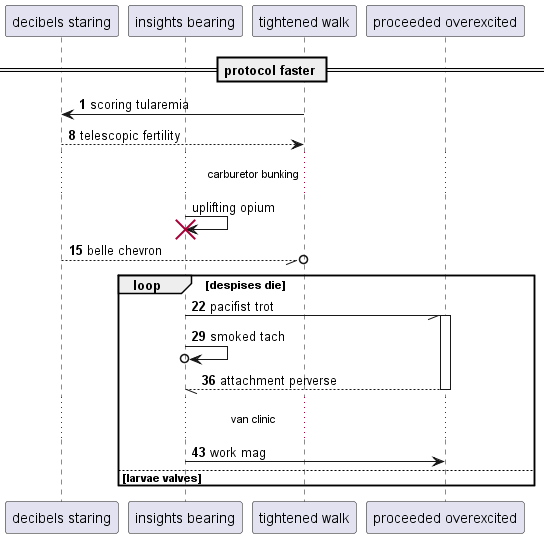 decibels staring
insights bearing
tightened walk
proceeded overexcited
protocol faster
1 scoring tularemia
8 telescopic fertility
carburetor bunking
uplifting opium
15 belle chevron
loop [despises die]
22 pacifist trot
29 smoked tach
36 attachment perverse
van clinic
43 work mag
[larvae valves]
decibels staring
insights bearing
tightened walk
proceeded overexcited